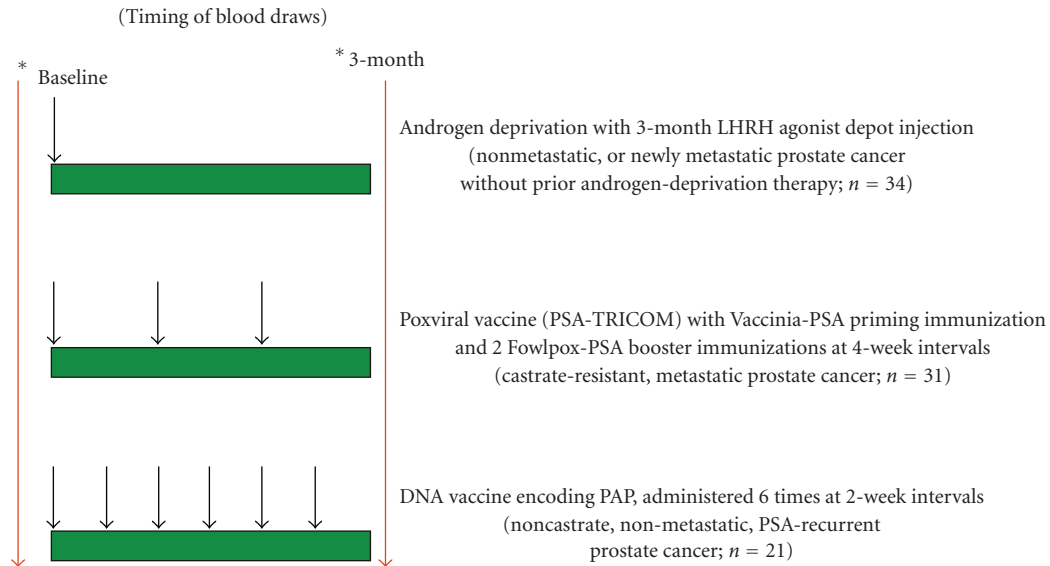 (Timing of blood draws)
* 3-month
* Baseline
Androgen deprivation with 3-month LHRH agonist depot injection
(nonmetastatic, or newly metastatic prostate cancer
without prior androgen-deprivation therapy; n = 34)
Poxviral vaccine (PSA-TRICOM) with Vaccinia-PSA priming immunization
and 2 Fowlpox-PSA booster immunizations at 4-week intervals
(castrate-resistant, metastatic prostate cancer; n = 31)
DNA vaccine encoding PAP, administered 6 times at 2-week intervals
(noncastrate, non-metastatic, PSA-recurrent
prostate cancer; n = 21)